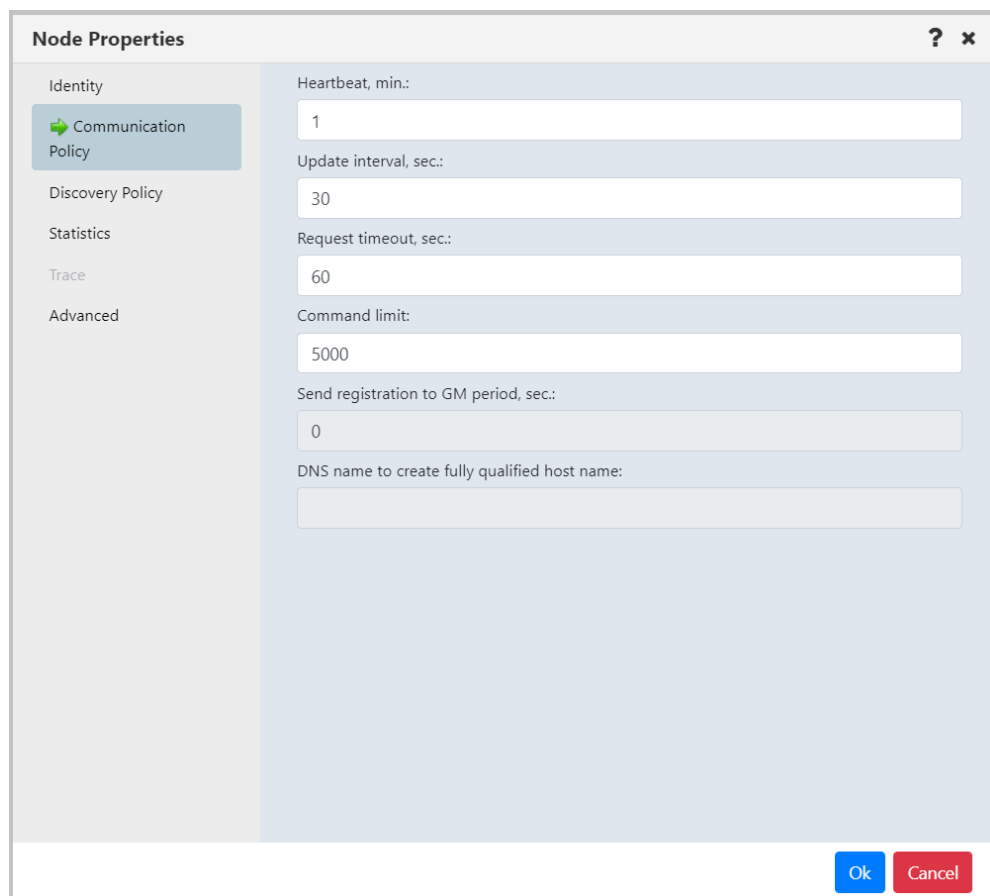 Node Properties
? ×
Identity
Communication
Policy
Discovery Policy
Statistics
Trace
Advanced
Heartbeat, min.:
1
Update interval, sec.:
30
Request timeout, sec.:
60
Command limit:
5000
Send registration to GM period, sec.:
0
DNS name to create fully qualified host name:
Ok
Cancel